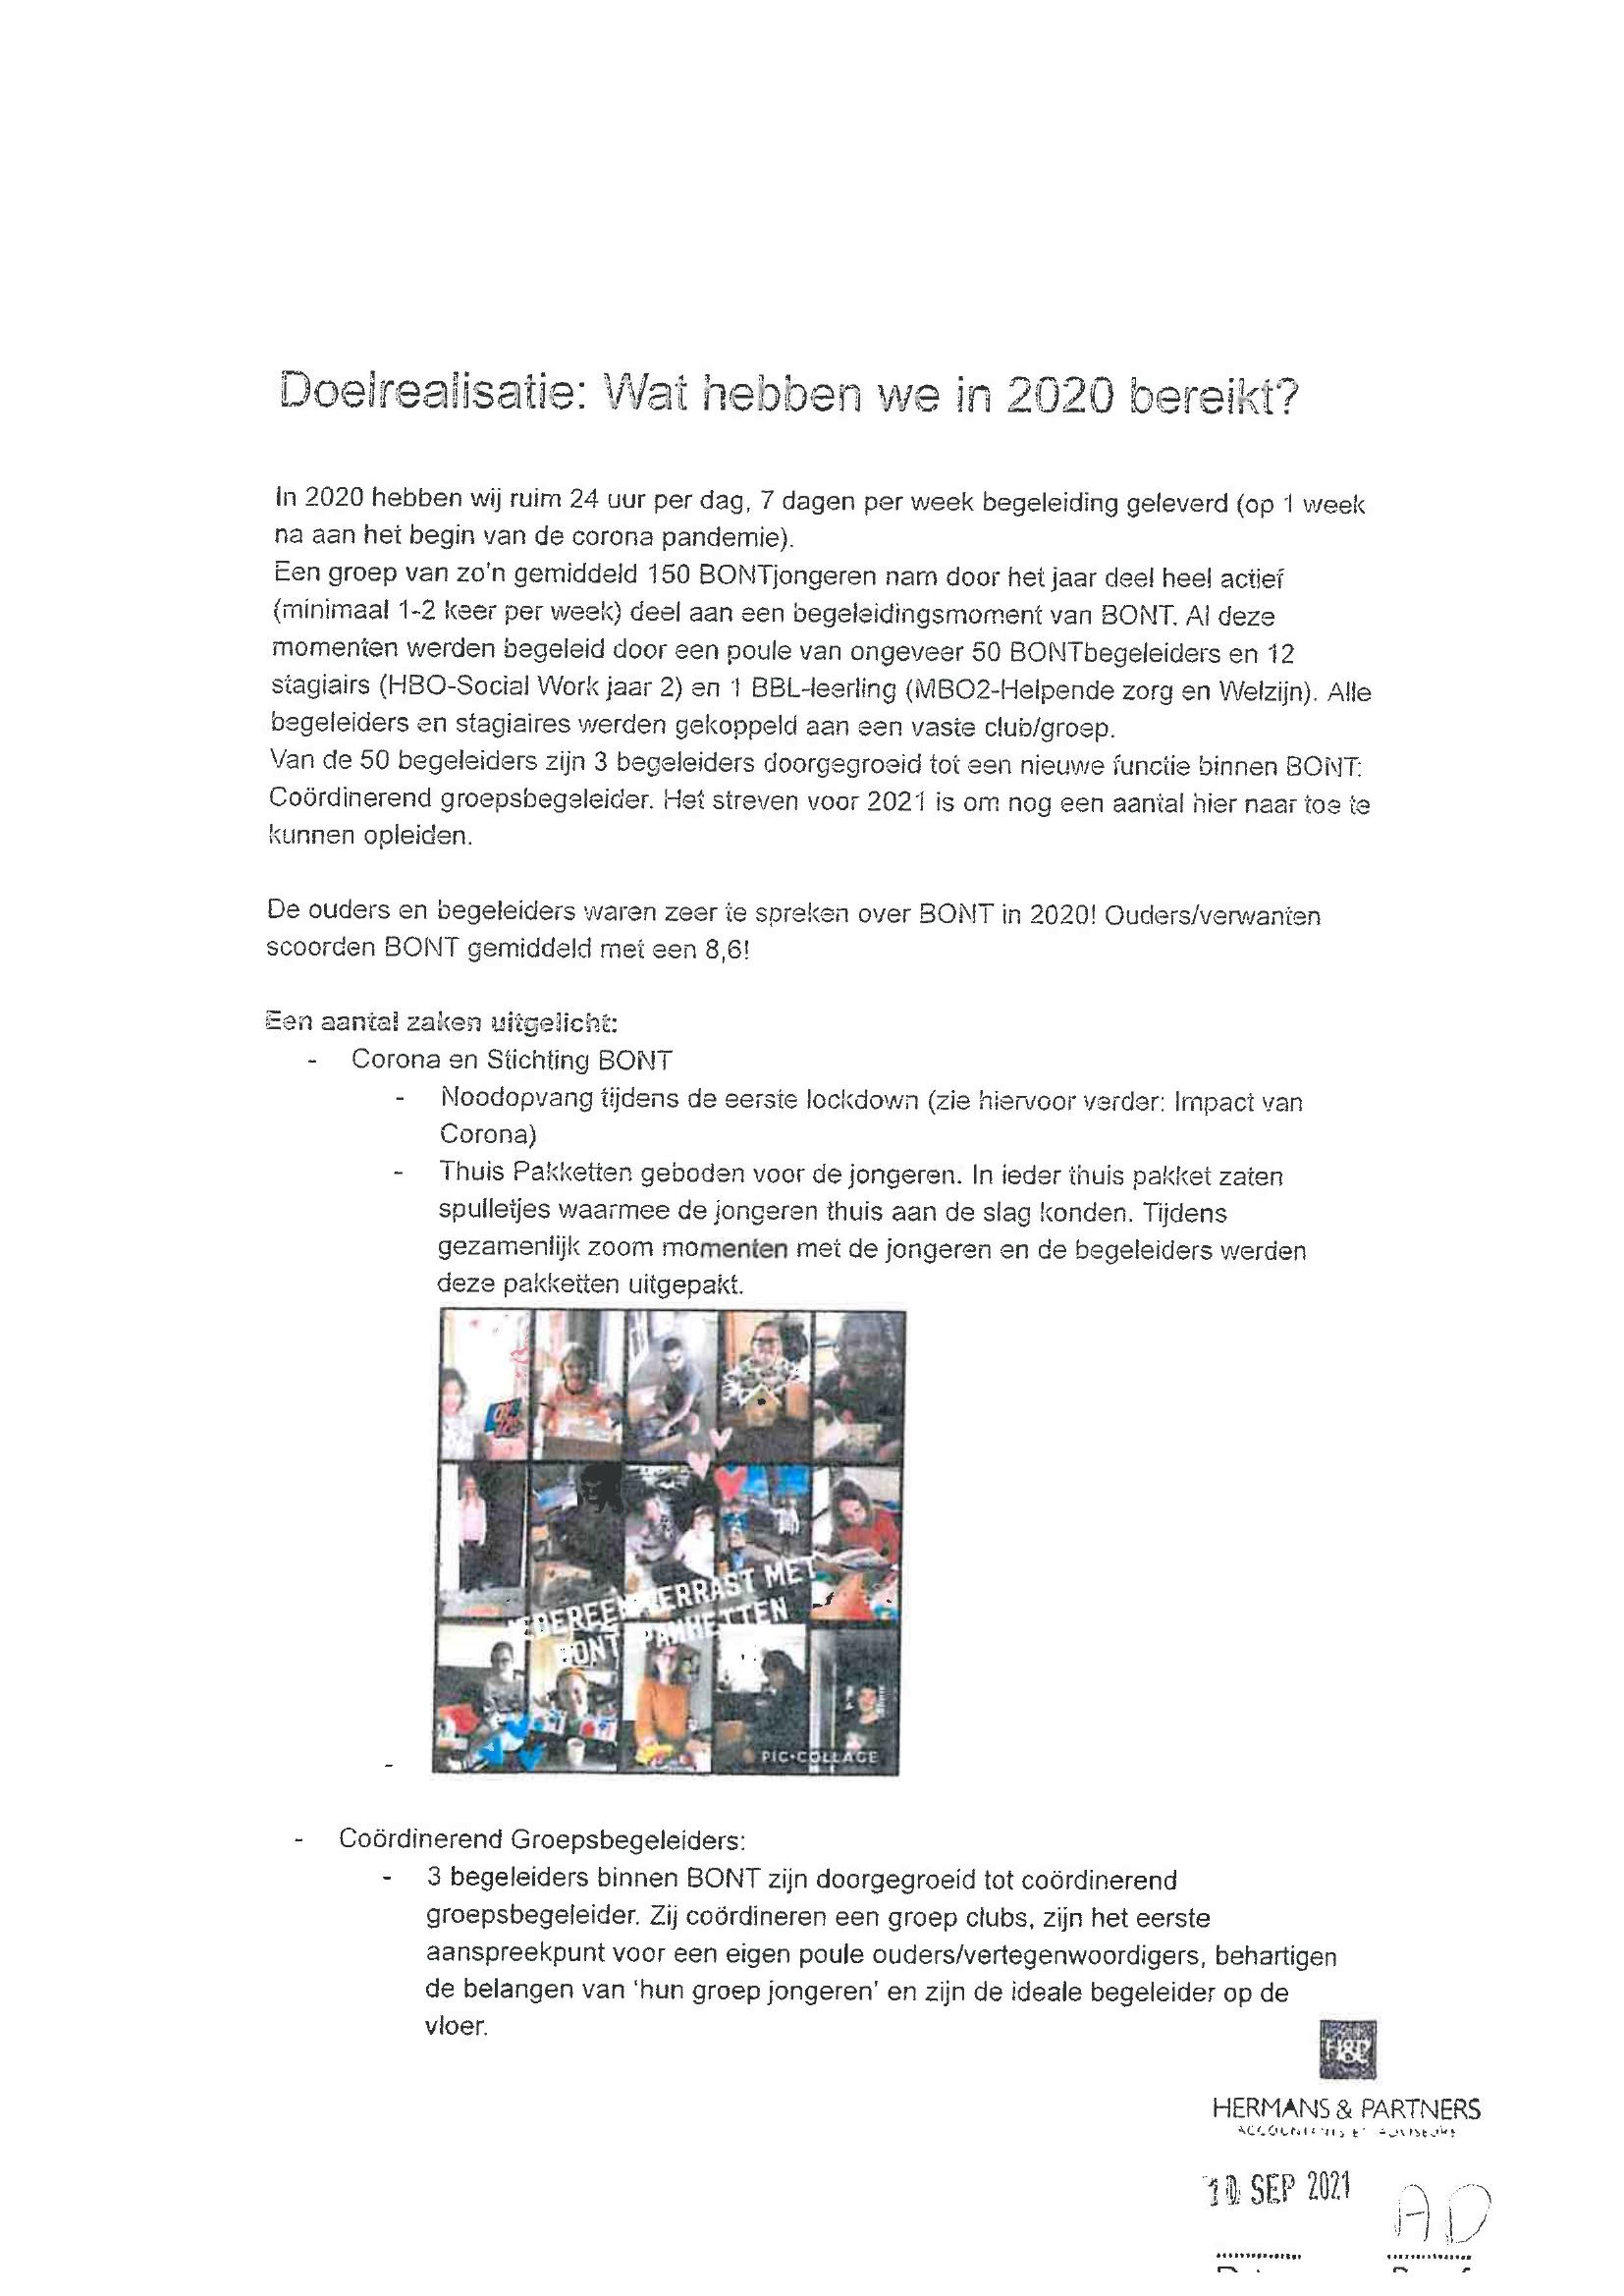 Doelrealisatie: Wat hebben we in 2020 bereikt?
In 2020 hebben wij ruim 24 uur per dag, 7 dagen per week begeleiding geleverd (op 1 week
na aan het begin van de corona pandemie).
Een groep van zo'n gemiddeld 150 BONTjongeren nam door het jaar deel heel actief
(minimaal 1-2 keer per week) deel aan een begeleidingsmoment van BONT. Al deze
momenten werden begeleid door een poule van ongeveer 50 BONTbegeleiders en 12
stagiairs (HBO-Social Work jaar 2) en 1 BBL-leerling (MBO2-Helpende zorg en Welzijn). Alle
begeleiders en stagiaires werden gekoppeld aan een vaste club/groep.
Van de 50 begeleiders zijn 3 begeleiders doorgegroeid tot een nieuwe functie binnen BONT:
Coördinerend groepsbegeleider. Het streven voor 2021 is om nog een aantal hier naar toe te
kunnen opleiden.
De ouders en begeleiders waren zeer te spreken over BONT in 2020! Ouders/verwanten
scoorden BONT gemiddeld met een 8,6!
Een aantal zaken uitgelicht:
- Corona en Stichting BONT
- Noodopvang tijdens de eerste lockdown (zie hiervoor verder: Impact van
Corona)
- Thuis Pakketten geboden voor de jongeren. In ieder thuis pakket zaten
spulletjes waarmee de jongeren thuis aan de slag konden. Tijdens
gezamenlijk zoom momenten met de jongeren en de begeleiders werden
deze pakketten uitgepakt.
IEDEREEN VERRAST MET
BONT PAKKETTEN
PIC•COLLAGE
-
- Coördinerend Groepsbegeleiders:
- 3 begeleiders binnen BONT zijn doorgegroeid tot coördinerend
groepsbegeleider. Zij coördineren een groep clubs, zijn het eerste
aanspreekpunt voor een eigen poule ouders/vertegenwoordigers, behartigen
de belangen van 'hun groep jongeren' en zijn de ideale begeleider op de
vloer.
H&P
HERMANS & PARTNERS
10 SEP 2021
AD